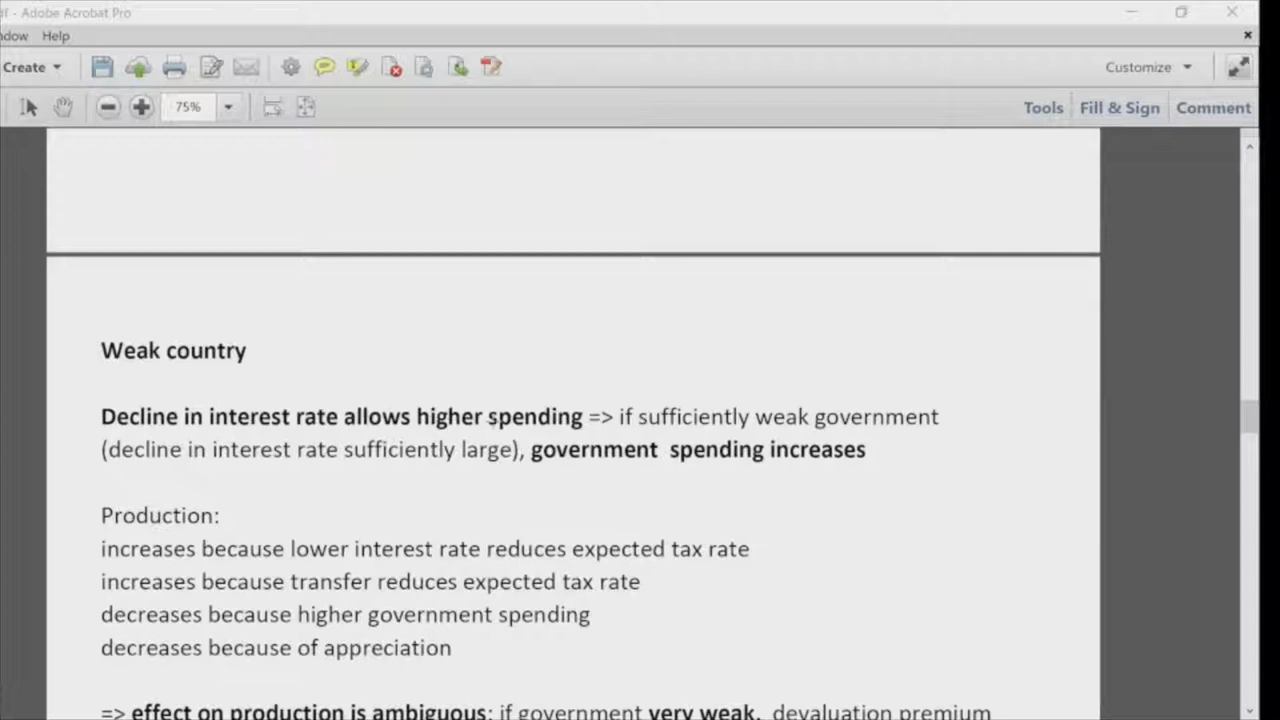 df - Adobe Acrobat Pro
ndow Help
Create Customize
75% Tools Fill & Sign Comment
Weak country
Decline in interest rate allows higher spending => if sufficiently weak government
(decline in interest rate sufficiently large), government spending increases
Production:
increases because lower interest rate reduces expected tax rate
increases because transfer reduces expected tax rate
decreases because higher government spending
decreases because of appreciation
=> effect on production is ambiguous: if government very weak, devaluation premium